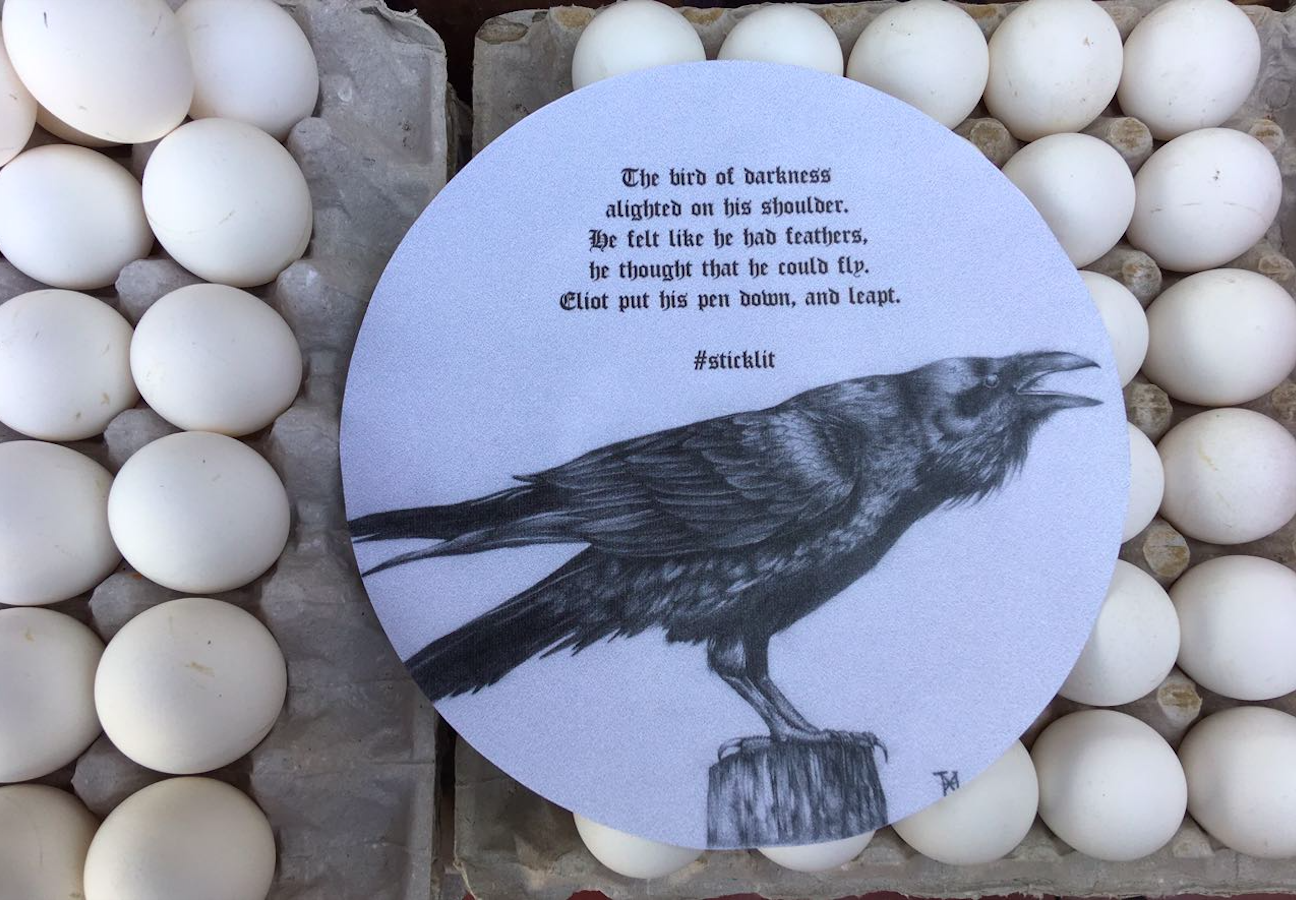 The bird of darkness
alighted on his shoulder.
He felt like he had feathers,
he thought that he could fly.
Eliot put his pen down, and leapt.
#sticklit